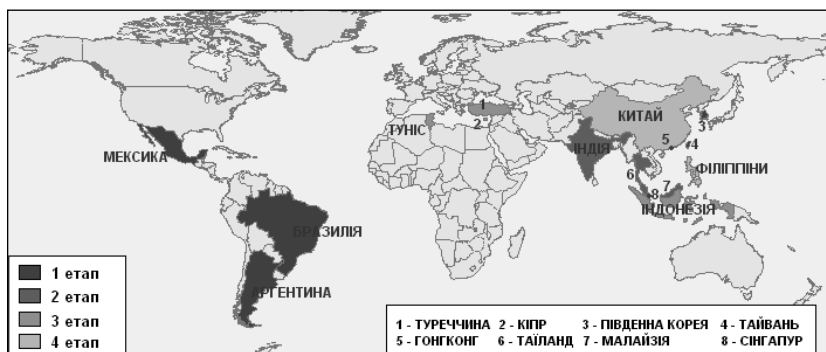 КИТАЙ
1
2
ТУНІС
3
5
4
МЕКСИКА
ІНДІЯ
ФІЛІППІНИ
6
7
8
ІНДОНЕЗІЯ
БРАЗИЛІЯ
АРГЕНТИНА
1 етап
2 етап
3 етап
4 етап
1 - ТУРЕЧЧИНА 2 - КІПР 3 - ПІВДЕННА КОРЕЯ 4 - ТАЙВАНЬ
5 - ГОНГКОНГ 6 - ТАЇЛАНД 7 - МАЛАЙЗІЯ 8 - СІНГАПУР